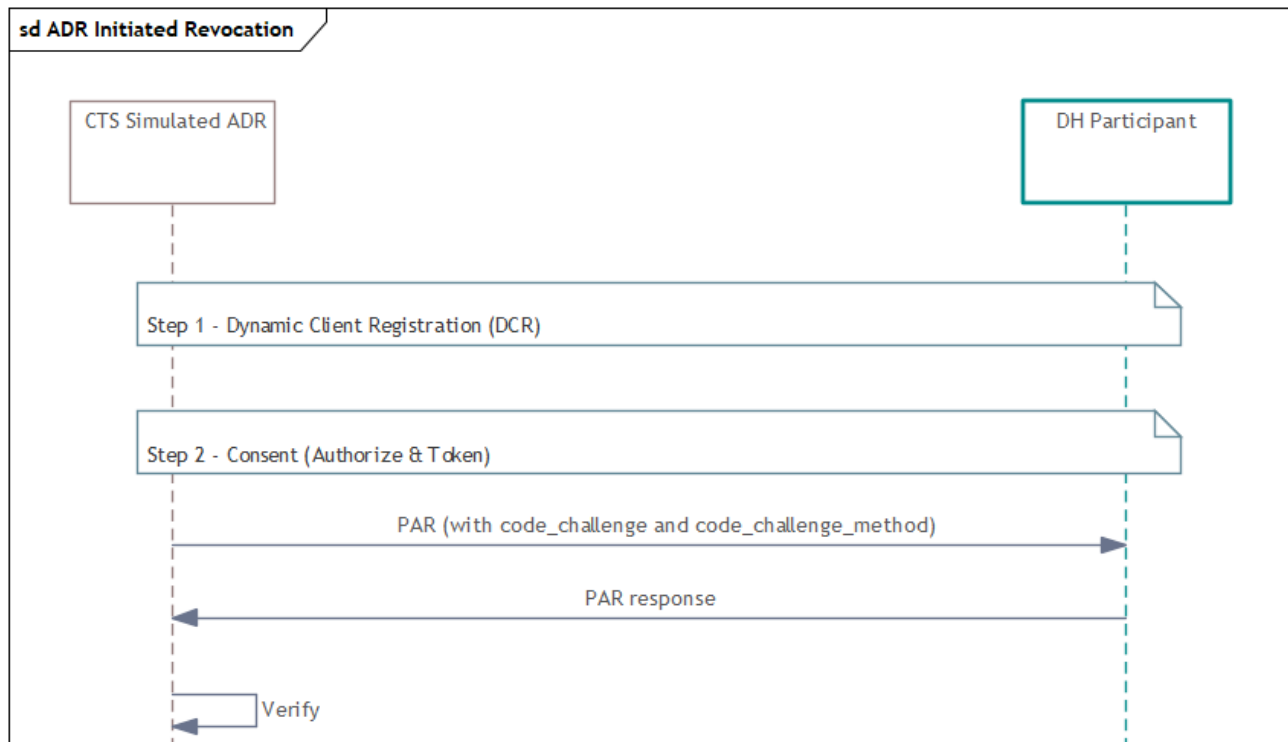 sd ADR Initiated Revocation
CTS Simulated ADR
DH Participant
Step 1 - Dynamic Client Registration (DCR)
Step 2 - Consent (Authorize & Token)
PAR (with code_challenge and code_challenge_method)
PAR response
Verify